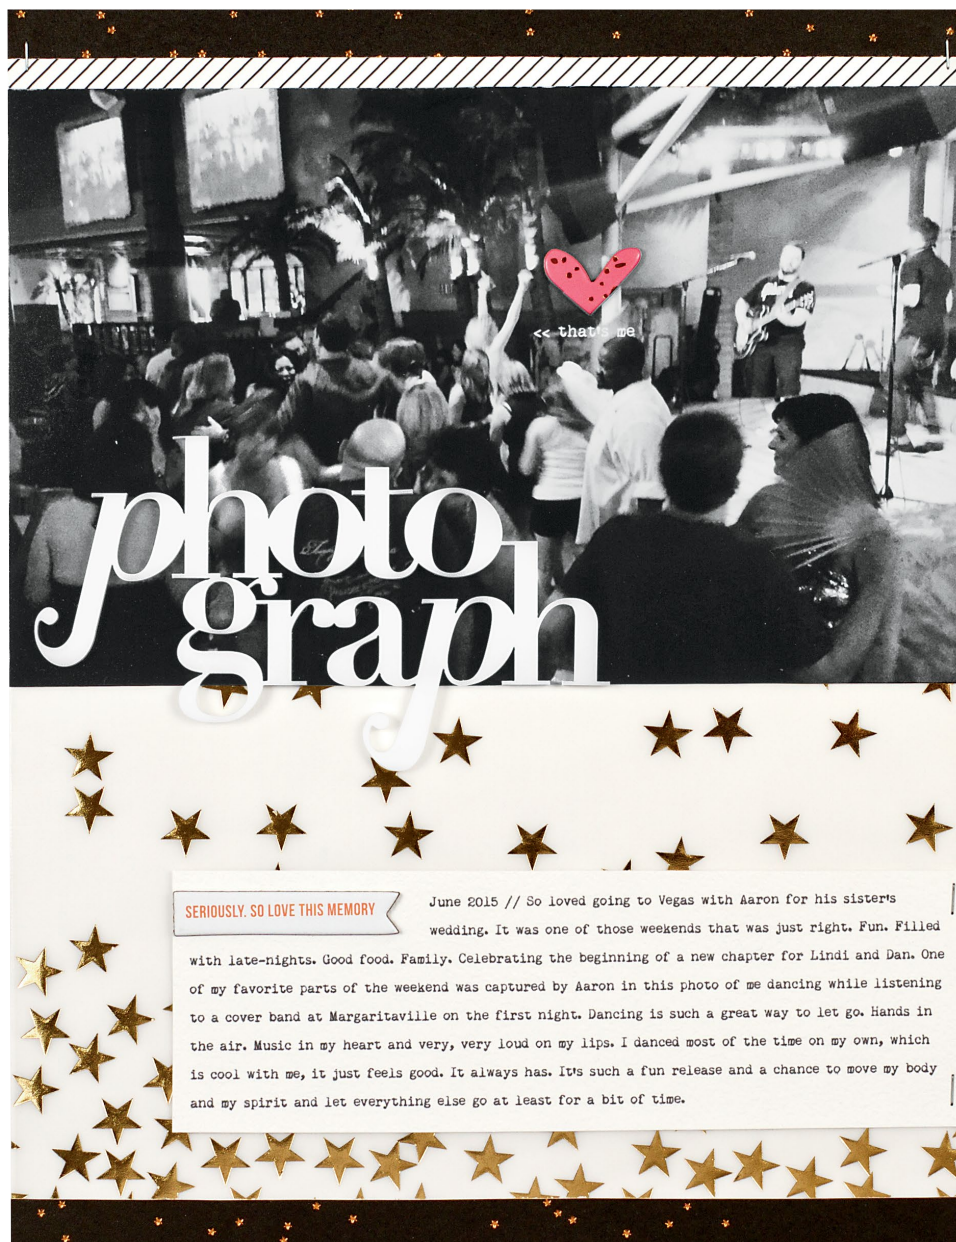 << that's me
photo
graph
SERIOUSLY. SO LOVE THIS MEMORY
June 2015 // So loved going to Vegas with Aaron for his sister's
wedding. It was one of those weekends that was just right. Fun. Filled
with late-nights. Good food. Family. Celebrating the beginning of a new chapter for Lindi and Dan. One
of my favorite parts of the weekend was captured by Aaron in this photo of me dancing while listening
to a cover band at Margaritaville on the first night. Dancing is such a great way to let go. Hands in
the air. Music in my heart and very, very loud on my lips. I danced most of the time on my own, which
is cool with me, it just feels good. It always has. It's such a fun release and a chance to move my body
and my spirit and let everything else go at least for a bit of time.